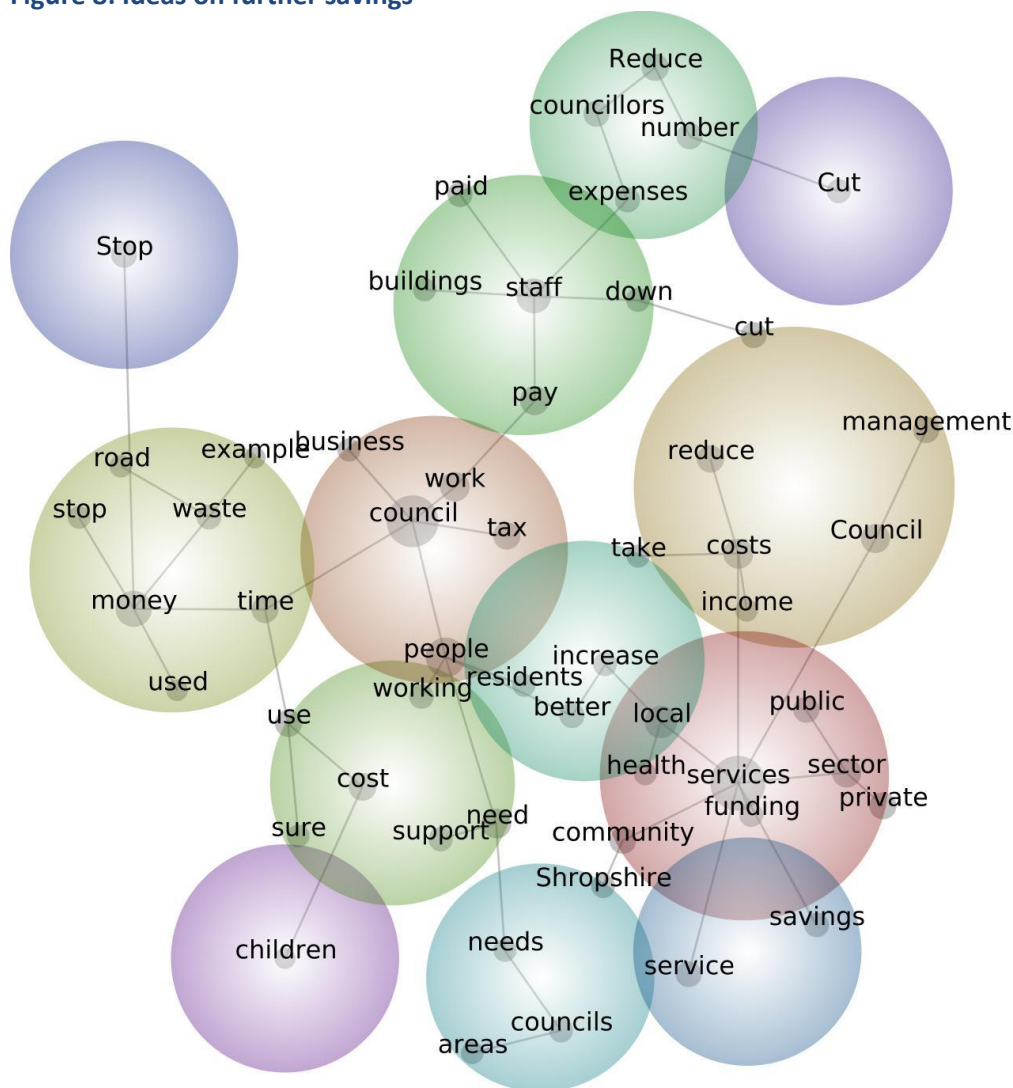 Figure 8: Ideas on further savings
Reduce
councillors
number
Cut
paid
expenses
Stop
buildings
staff
down
cut
pay
management
business
example
road
reduce
work
stop
waste
council
tax
Council
take
costs
money
time
income
people
increase
residents
used
working
better
use
local
public
health
services
sector
cost
funding
private
sure
support
need
community
Shropshire
savings
children
needs
service
councils
areas